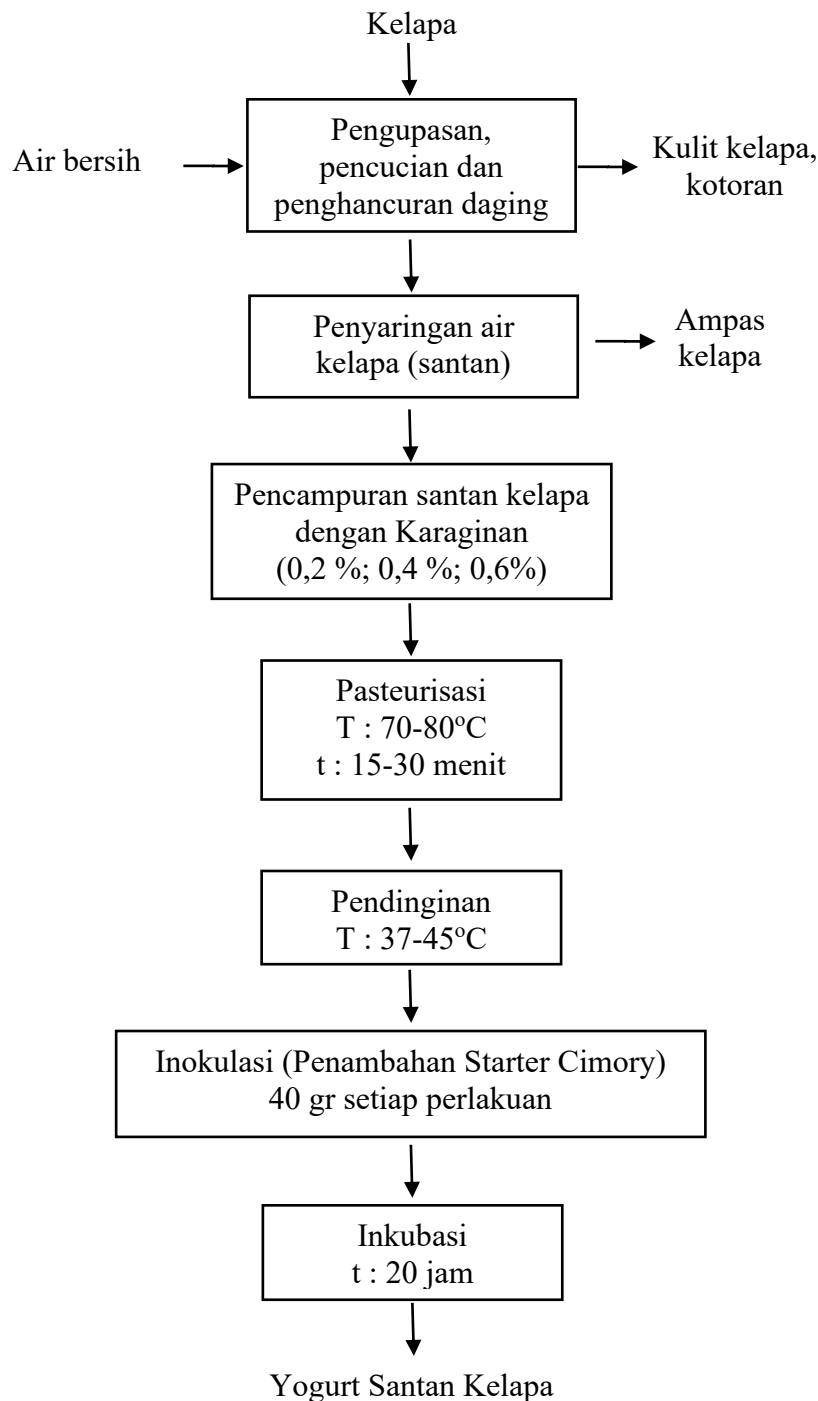 Kelapa
Air bersih
Pengupasan,
pencucian dan
penghancuran daging
Kulit kelapa,
kotoran
Penyaringan air
kelapa (santan)
Ampas
kelapa
Pencampuran santan kelapa
dengan Karaginan
(0,2 %; 0,4 %; 0,6%)
Pasteurisasi
T : 70-80ºC
t : 15-30 menit
Pendinginan
T : 37-45ºC
Inokulasi (Penambahan Starter Cimory)
40 gr setiap perlakuan
Inkubasi
t : 20 jam
Yogurt Santan Kelapa